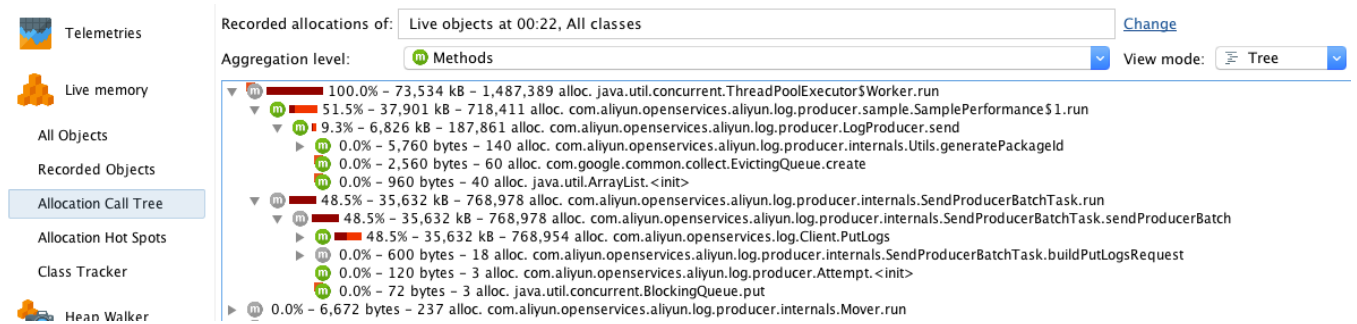 Telemetries
Live memory
All Objects
Recorded Objects
Allocation Call Tree
Allocation Hot Spots
Class Tracker
Heap Walker
Recorded allocations of: Live objects at 00:22, All classes Change
Aggregation level: m Methods View mode: Tree
m 100.0% – 73,534 kB – 1,487,389 alloc. java.util.concurrent.ThreadPoolExecutor$Worker.run
m 51.5% – 37,901 kB – 718,411 alloc. com.aliyun.openservices.aliyun.log.producer.sample.SamplePerformance$1.run
m 9.3% – 6,826 kB – 187,861 alloc. com.aliyun.openservices.aliyun.log.producer.LogProducer.send
m 0.0% – 5,760 bytes – 140 alloc. com.aliyun.openservices.aliyun.log.producer.internals.Utils.generatePackageId
m 0.0% – 2,560 bytes – 60 alloc. com.google.common.collect.EvictingQueue.create
m 0.0% – 960 bytes – 40 alloc. java.util.ArrayList.<init>
m 48.5% – 35,632 kB – 768,978 alloc. com.aliyun.openservices.aliyun.log.producer.internals.SendProducerBatchTask.run
m 48.5% – 35,632 kB – 768,978 alloc. com.aliyun.openservices.aliyun.log.producer.internals.SendProducerBatchTask.sendProducerBatch
m 48.5% – 35,632 kB – 768,954 alloc. com.aliyun.openservices.log.Client.PutLogs
m 0.0% – 600 bytes – 18 alloc. com.aliyun.openservices.aliyun.log.producer.internals.SendProducerBatchTask.buildPutLogsRequest
m 0.0% – 120 bytes – 3 alloc. com.aliyun.openservices.aliyun.log.producer.Attempt.<init>
m 0.0% – 72 bytes – 3 alloc. java.util.concurrent.BlockingQueue.put
m 0.0% – 6,672 bytes – 237 alloc. com.aliyun.openservices.aliyun.log.producer.internals.Mover.run